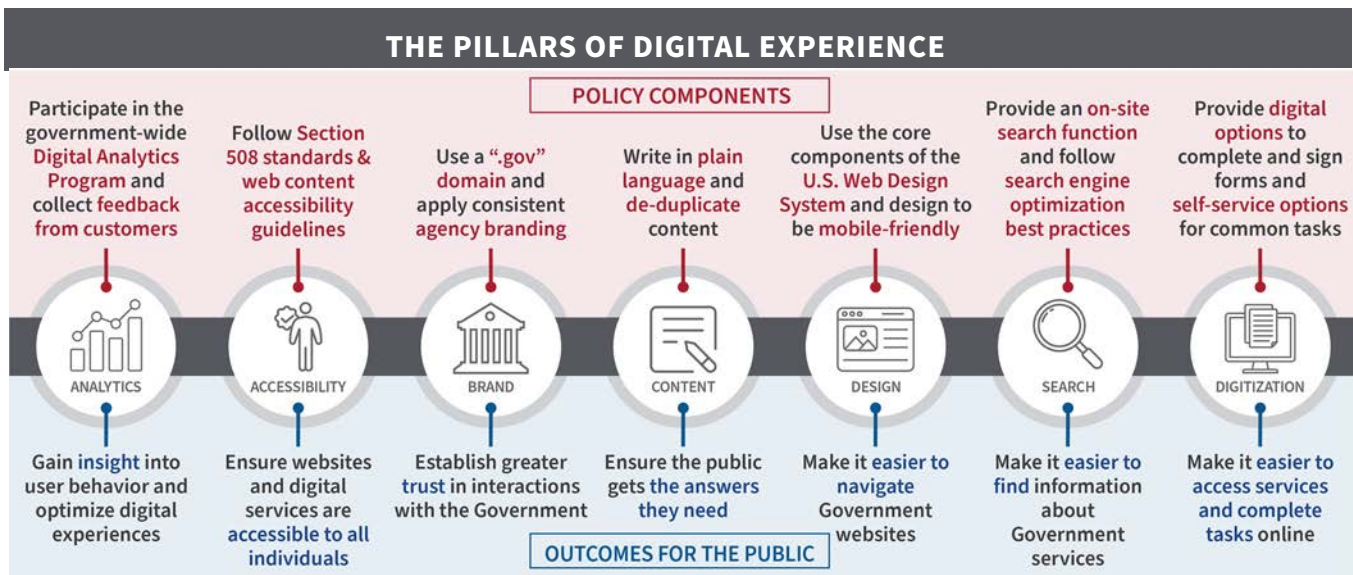 THE PILLARS OF DIGITAL EXPERIENCE
POLICY COMPONENTS
Participate in the
government-wide
Digital Analytics
Program and
collect feedback
from customers
Follow Section
508 standards &
web content
accessibility
guidelines
Use a “.gov”
domain and
apply consistent
agency branding
Write in plain
language and
de-duplicate
content
Use the core
components of the
U.S. Web Design
System and design to
be mobile-friendly
Provide an on-site
search function
and follow
search engine
optimization
best practices
Provide digital
options to
complete and sign
forms and
self-service options
for common tasks
ANALYTICS
ACCESSIBILITY
BRAND
CONTENT
DESIGN
SEARCH
DIGITIZATION
Gain insight into
user behavior and
optimize digital
experiences
Ensure websites
and digital
services are
accessible to all
individuals
Establish greater
trust in interactions
with the Government
Ensure the public
gets the answers
they need
Make it easier to
navigate
Government
websites
Make it easier to
find information
about
Government
services
Make it easier to
access services
and complete
tasks online
OUTCOMES FOR THE PUBLIC